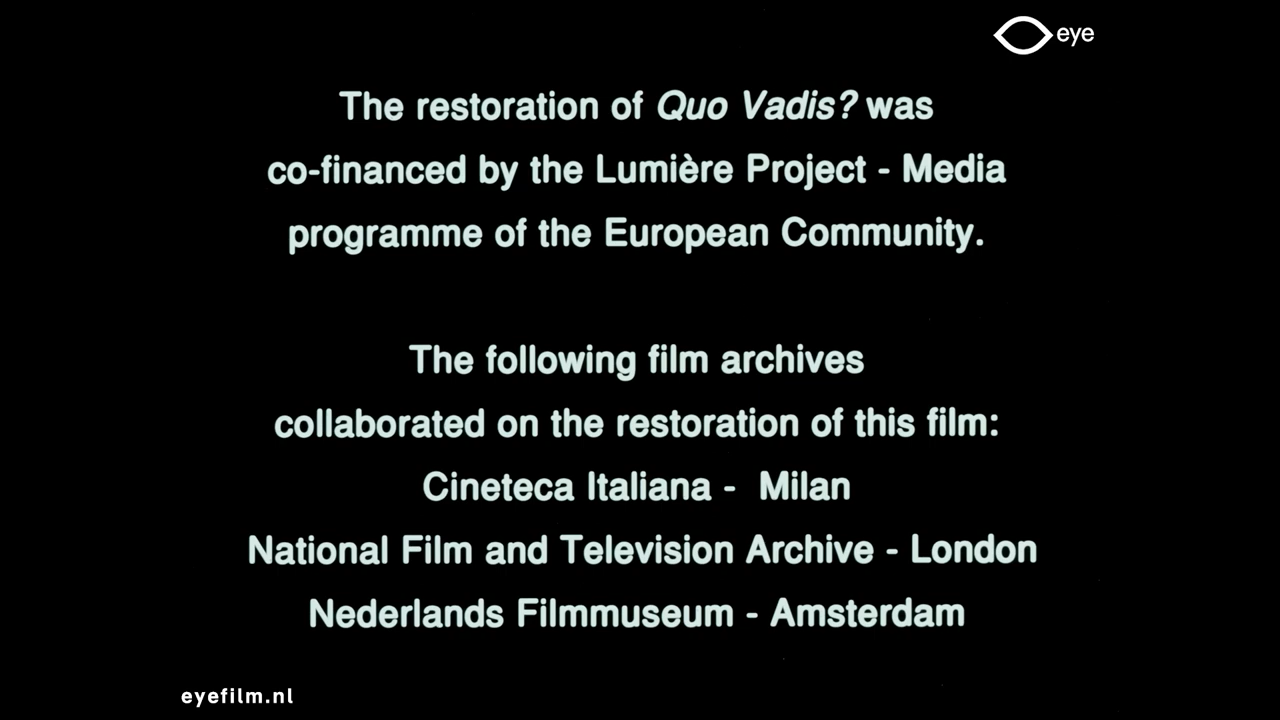 eye
The restoration of Quo Vadis? was
co-financed by the Lumière Project - Media
programme of the European Community.
The following film archives
collaborated on the restoration of this film:
Cineteca Italiana - Milan
National Film and Television Archive - London
Nederlands Filmmuseum - Amsterdam
eyefilm.nl